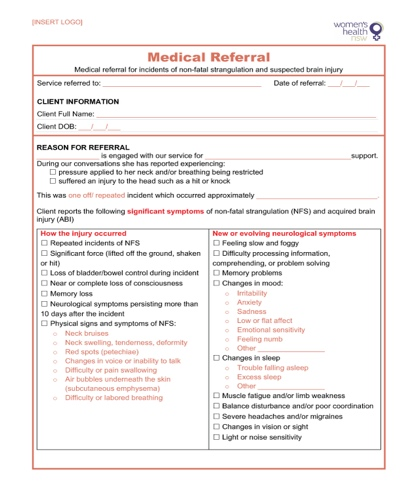 [INSERT LOGO]
women's
health
nsw
Medical Referral
Medical referral for incidents of non-fatal strangulation and suspected brain injury
Service referred to: ____________ Date of referral: ___/___/___
CLIENT INFORMATION
Client Full Name: ____________
Client DOB: ___/___/___
REASON FOR REFERRAL
____________ is engaged with our service for ____________ support.
During our conversations she has reported experiencing:
☐ pressure applied to her neck and/or breathing being restricted
☐ suffered an injury to the head such as a hit or knock
This was one off/ repeated incident which occurred approximately ____________.
Client reports the following significant symptoms of non-fatal strangulation (NFS) and acquired brain
injury (ABI)
How the injury occurred
☐ Repeated incidents of NFS
☐ Significant force (lifted off the ground, shaken
or hit)
☐ Loss of bladder/bowel control during incident
☐ Near or complete loss of consciousness
☐ Memory loss
☐ Neurological symptoms persisting more than
10 days after the incident
☐ Physical signs and symptoms of NFS:
o Neck bruises
o Neck swelling, tenderness, deformity
o Red spots (petechiae)
o Changes in voice or inability to talk
o Difficulty or pain swallowing
o Air bubbles underneath the skin
(subcutaneous emphysema)
o Difficulty or labored breathing
New or evolving neurological symptoms
☐ Feeling slow and foggy
☐ Difficulty processing information,
comprehending, or problem solving
☐ Memory problems
☐ Changes in mood:
o Irritability
o Anxiety
o Sadness
o Low or flat affect
o Emotional sensitivity
o Feeling numb
o Other ____________
☐ Changes in sleep
o Trouble falling asleep
o Excess sleep
o Other ____________
☐ Muscle fatigue and/or limb weakness
☐ Balance disturbance and/or poor coordination
☐ Severe headaches and/or migraines
☐ Changes in vision or sight
☐ Light or noise sensitivity